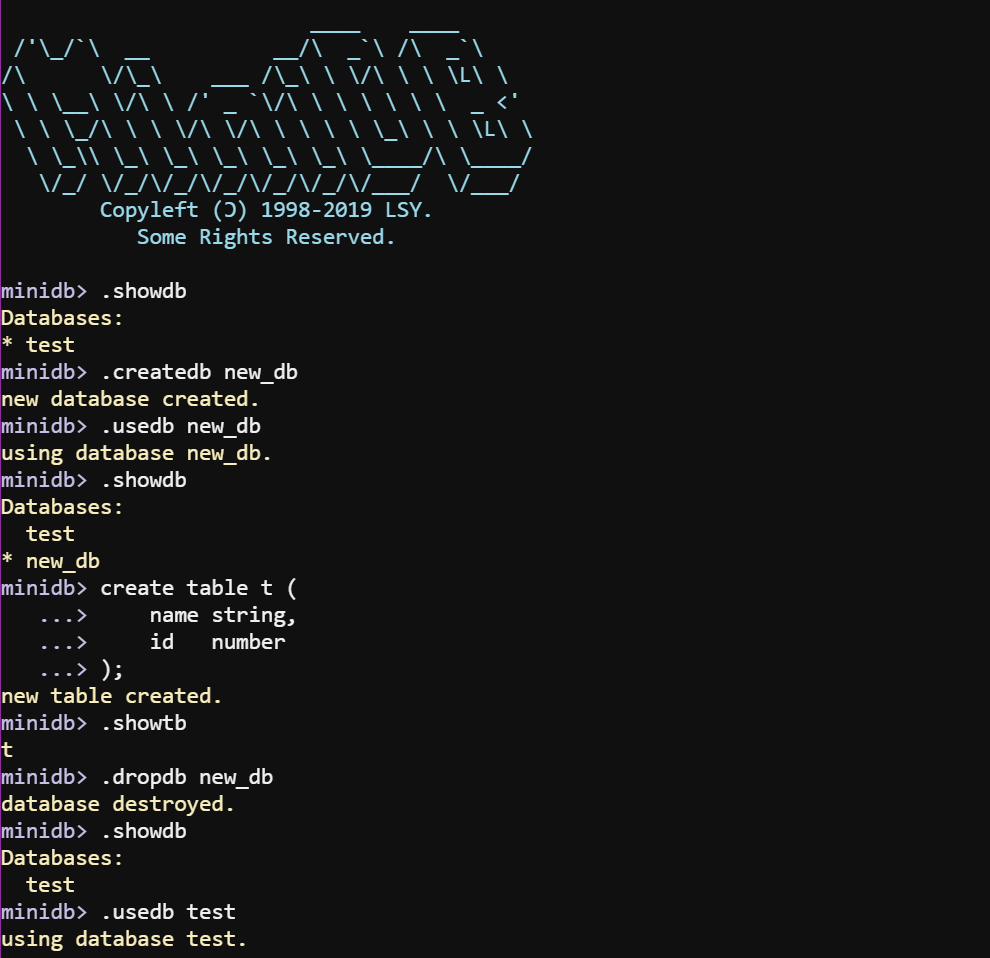 Copyleft (Ɔ) 1998-2019 LSY.
Some Rights Reserved.
minidb> .showdb
Databases:
* test
minidb> .createdb new_db
new database created.
minidb> .usedb new_db
using database new_db.
minidb> .showdb
Databases:
  test
* new_db
minidb> create table t (
   ...>     name string,
   ...>     id   number
   ...> );
new table created.
minidb> .showtb
t
minidb> .dropdb new_db
database destroyed.
minidb> .showdb
Databases:
  test
minidb> .usedb test
using database test.